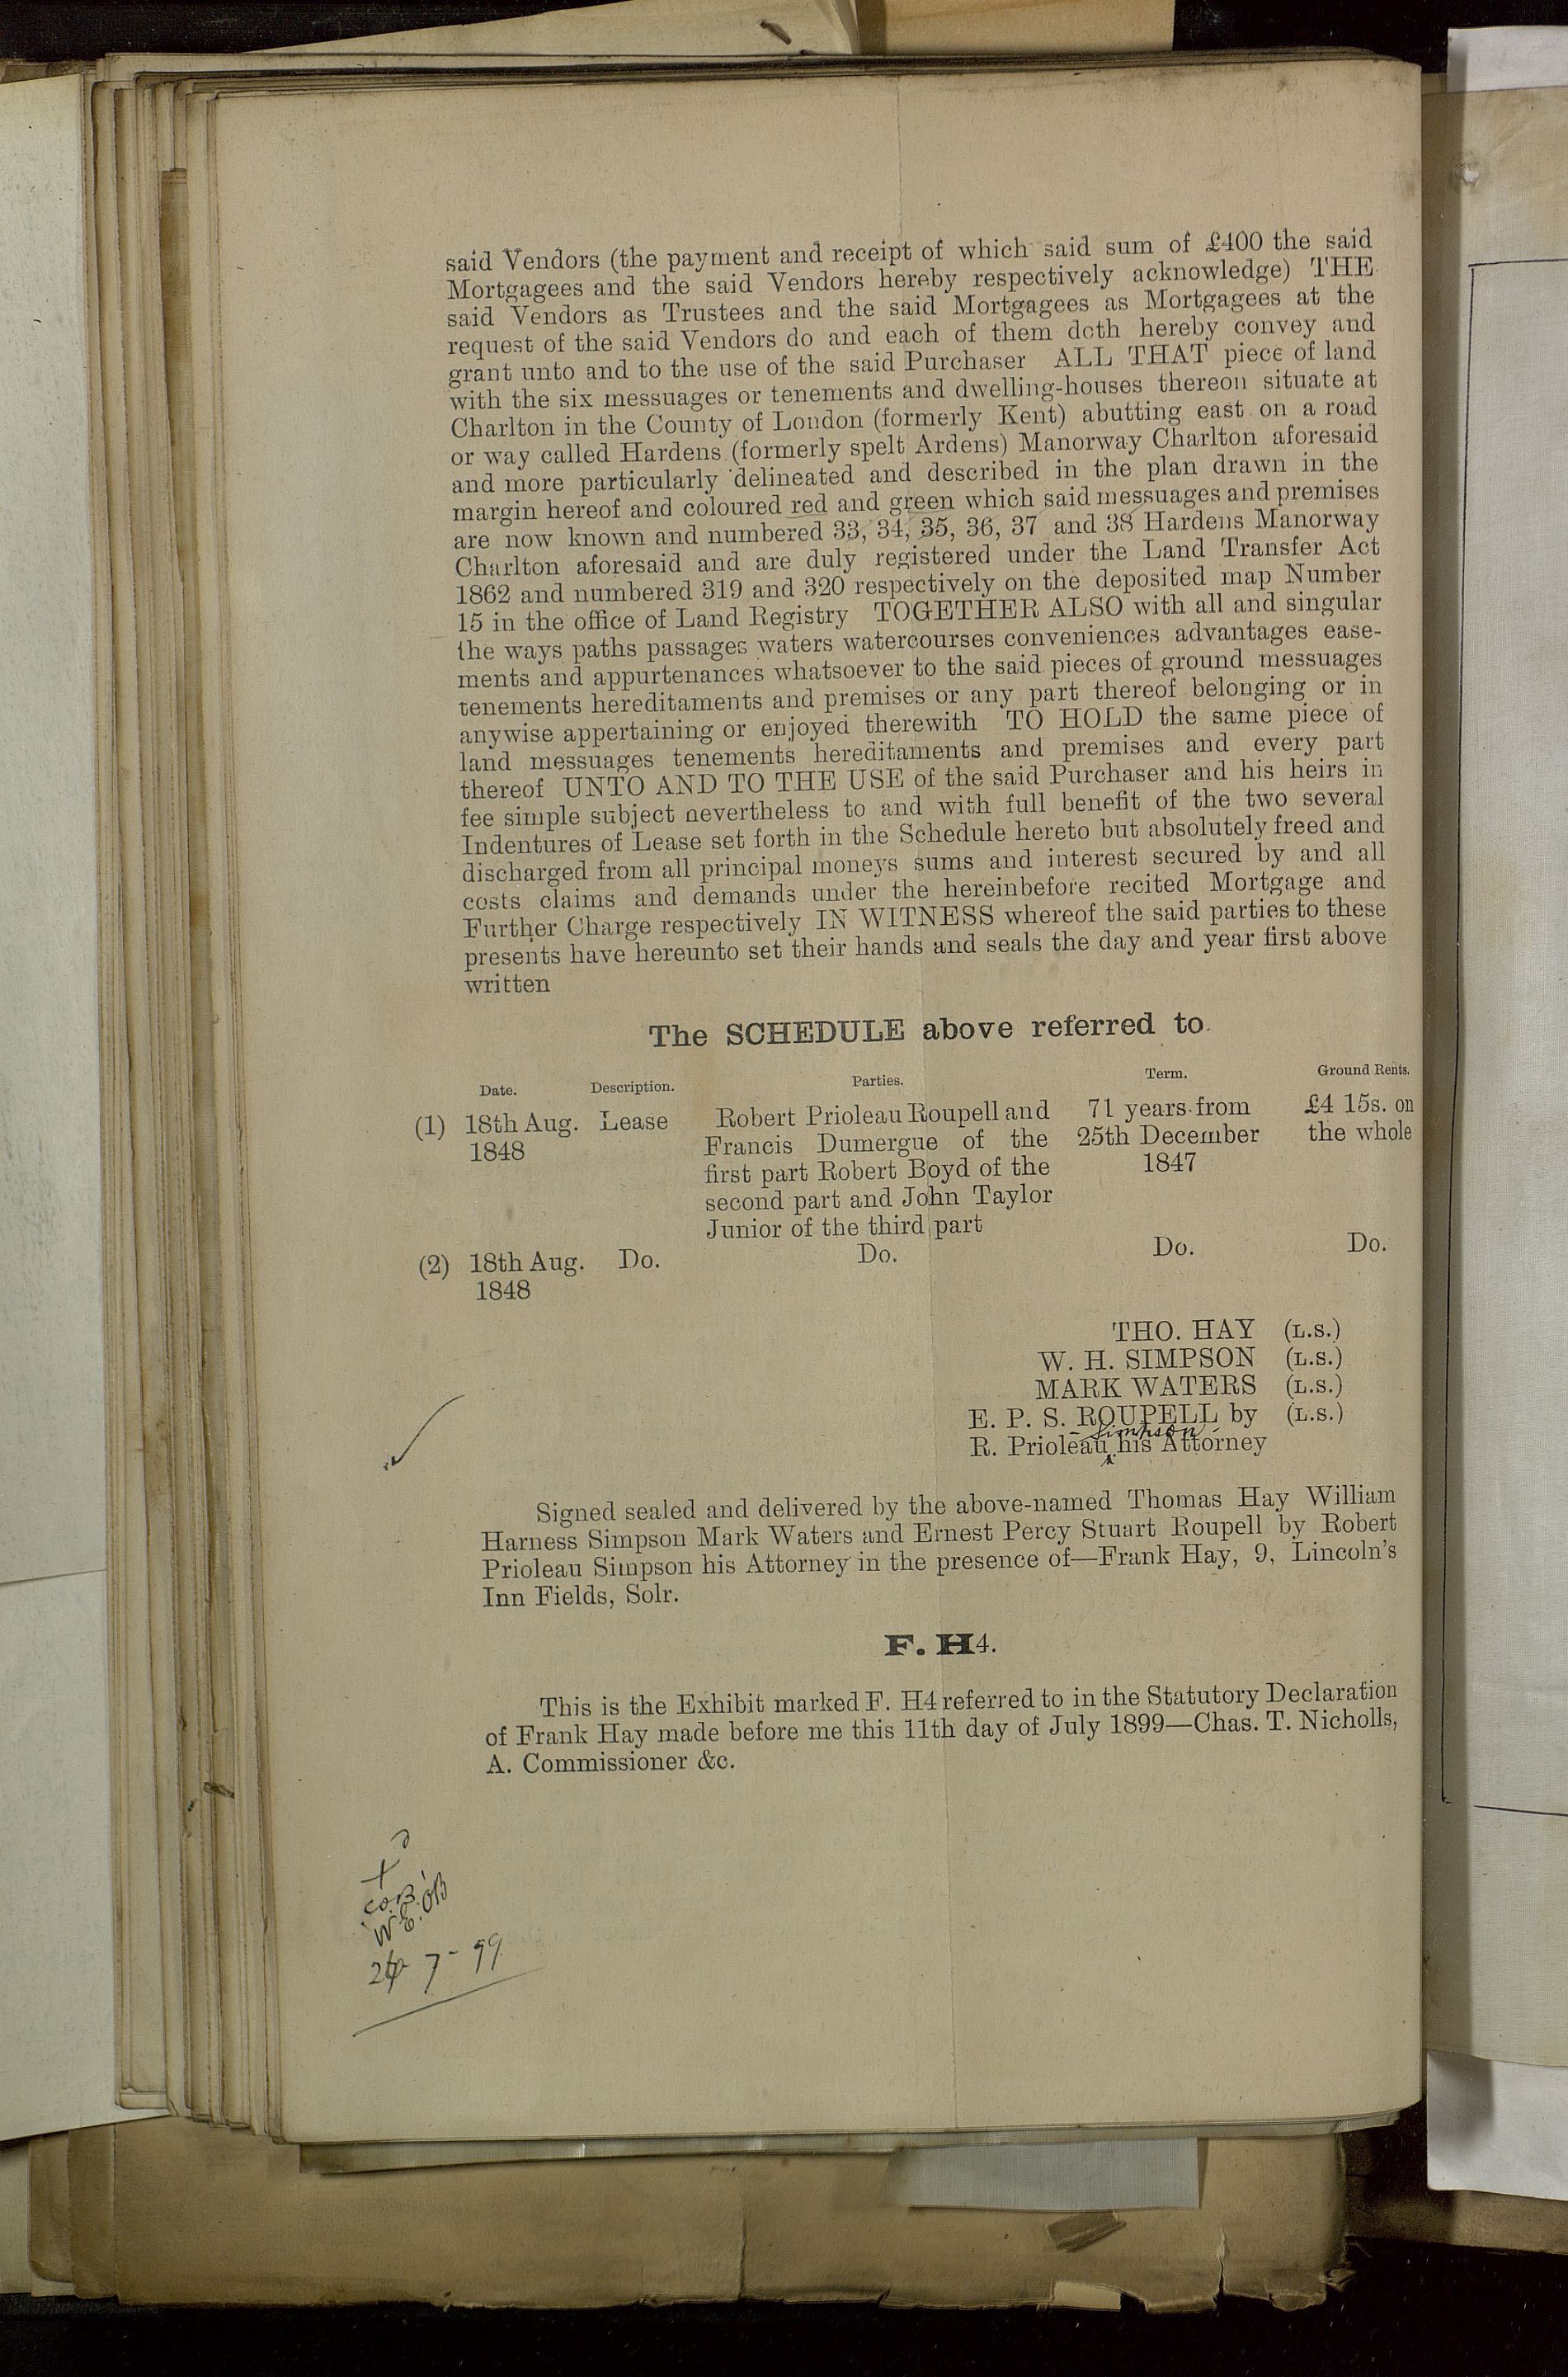 said Vendors (the payment and receipt of which said sum of £400 the said
Mortgagees and the said Vendors hereby respectively acknowledge) THE
said Vendors as Trustees and the said Mortgagees as Mortgagees at the
request of the said Vendors do and each of them doth hereby convey and
grant unto and to the use of the said Purchaser ALL THAT piece of land
with the six messuages or tenements and dwelling-houses thereon situate at
Charlton in the County of London (formerly Kent) abutting east on a road
or way called Hardens (formerly spelt Ardens) Manorway Charlton aforesaid
and more particularly delineated and described in the plan drawn in the
margin hereof and coloured red and green which said messuages and premises
are now known and numbered 33, 34, 35, 36, 37 and 38 Hardens Manorway
Charlton aforesaid and are duly registered under the Land Transfer Act
1862 and numbered 319 and 320 respectively on the deposited map Number
15 in the office of Land Registry TOGETHER ALSO with all and singular
the ways paths passages waters watercourses conveniences advantages ease-
ments and appurtenances whatsoever to the said pieces of ground messuages
tenements hereditaments and premises or any part thereof belonging or in
anywise appertaining or enjoyed therewith TO HOLD the same piece of
land messuages tenements hereditaments and premises and every part
thereof UNTO AND TO THE USE of the said Purchaser and his heirs in
fee simple subject nevertheless to and with full benefit of the two several
Indentures of Lease set forth in the Schedule hereto but absolutely freed and
discharged from all principal moneys sums and interest secured by and all
costs claims and demands under the hereinbefore recited Mortgage and
Further Charge respectively IN WITNESS whereof the said parties to these
presents have hereunto set their hands and seals the day and year first above
written
The SCHEDULE above referred to.
Date. Description. Parties. Term. Ground Rents.
(1) 18th Aug. Lease Robert Prioleau Roupell and 71 years from £4 15s. on
1848 Francis Dumergue of the 25th December the whole
first part Robert Boyd of the 1847
second part and John Taylor
Junior of the third part
(2) 18th Aug. Do. Do. Do. Do.
1848
THO. HAY (L.S.)
W. H. SIMPSON (L.S.)
MARK WATERS (L.S.)
E. P. S. ROUPELL by (L.S.)
Simpson
R. Prioleau his Attorney
Signed sealed and delivered by the above-named Thomas Hay William
Harness Simpson Mark Waters and Ernest Percy Stuart Roupell by Robert
Prioleau Simpson his Attorney in the presence of—Frank Hay, 9, Lincoln's
Inn Fields, Solr.
F. H4.
This is the Exhibit marked F. H4 referred to in the Statutory Declaration
of Frank Hay made before me this 11th day of July 1899—Chas. T. Nicholls,
A. Commissioner &c.
7-99